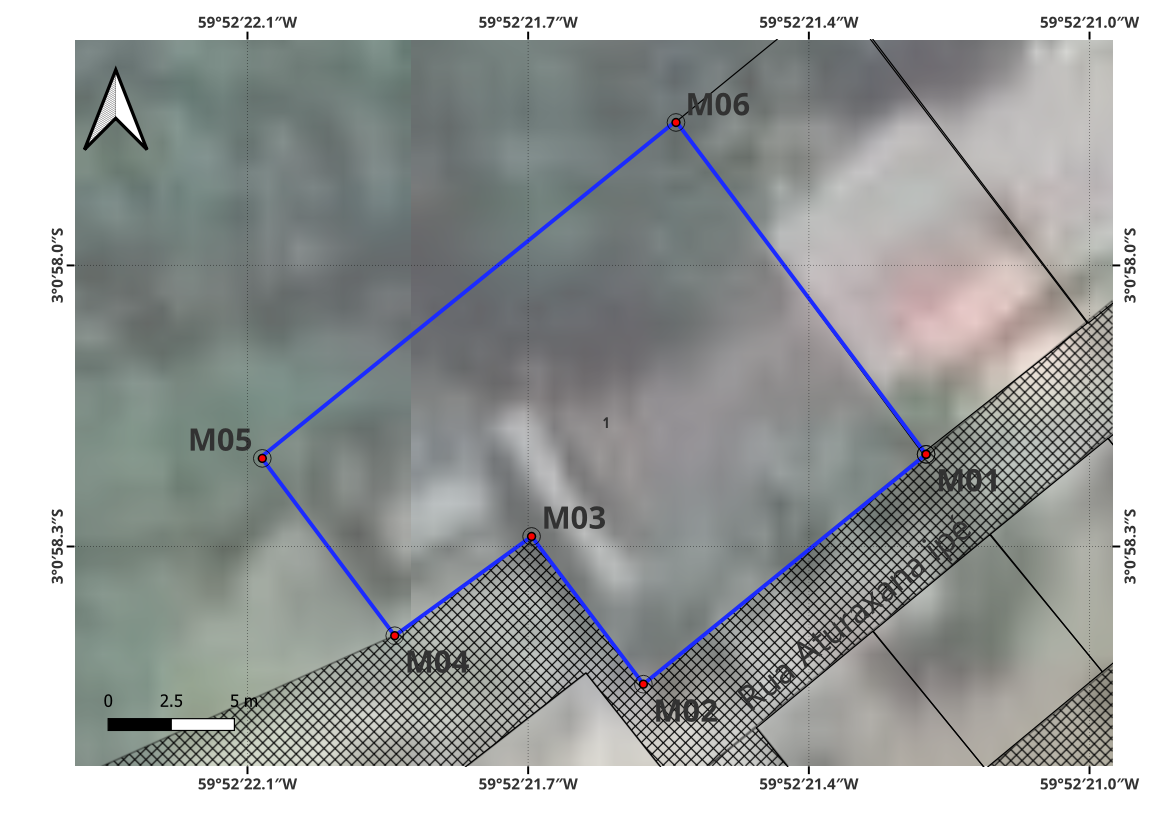 59°52′22.1″W 59°52′21.7″W 59°52′21.4″W 59°52′21.0″W
M06
3°0′58.0″S 3°0′58.0″S
1
M05
M01
M03
3°0′58.3″S 3°0′58.3″S
Rua Aturaxana Ipê
M04
M02
0 2.5 5 m
59°52′22.1″W 59°52′21.7″W 59°52′21.4″W 59°52′21.0″W